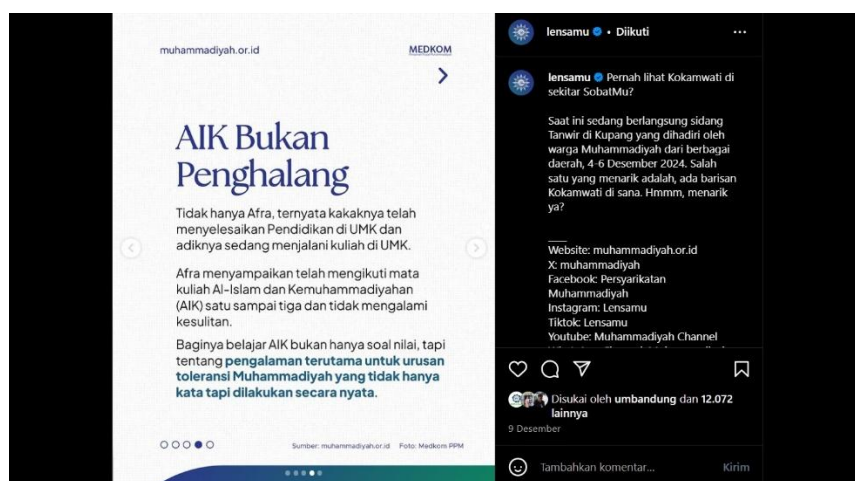 muhammadiyah.or.id
MEDKOM
AIK Bukan
Penghalang
Tidak hanya Afra, ternyata kakaknya telah
menyelesaikan Pendidikan di UMK dan
adiknya sedang menjalani kuliah di UMK.
Afra menyampaikan telah mengikuti mata
kuliah Al-Islam dan Kemuhammadiyahan
(AIK) satu sampai tiga dan tidak mengalami
kesulitan.
Baginya belajar AIK bukan hanya soal nilai, tapi
tentang pengalaman terutama untuk urusan
toleransi Muhammadiyah yang tidak hanya
kata tapi dilakukan secara nyata.
Sumber: muhammadiyah.or.id Foto: Medkom PPM
lensamu • Diikuti
lensamu Pernah lihat Kokamwati di
sekitar SobatMu?
Saat ini sedang berlangsung sidang
Tanwir di Kupang yang dihadiri oleh
warga Muhammadiyah dari berbagai
daerah, 4-6 Desember 2024. Salah
satu yang menarik adalah, ada barisan
Kokamwati di sana. Hmmm, menarik
ya?
___
Website: muhammadiyah.or.id
X: muhammadiyah
Facebook: Persyarikatan
Muhammadiyah
Instagram: Lensamu
Tiktok: Lensamu
Youtube: Muhammadiyah Channel
Disukai oleh umbandung dan 12.072
lainnya
9 Desember
Tambahkan komentar... Kirim